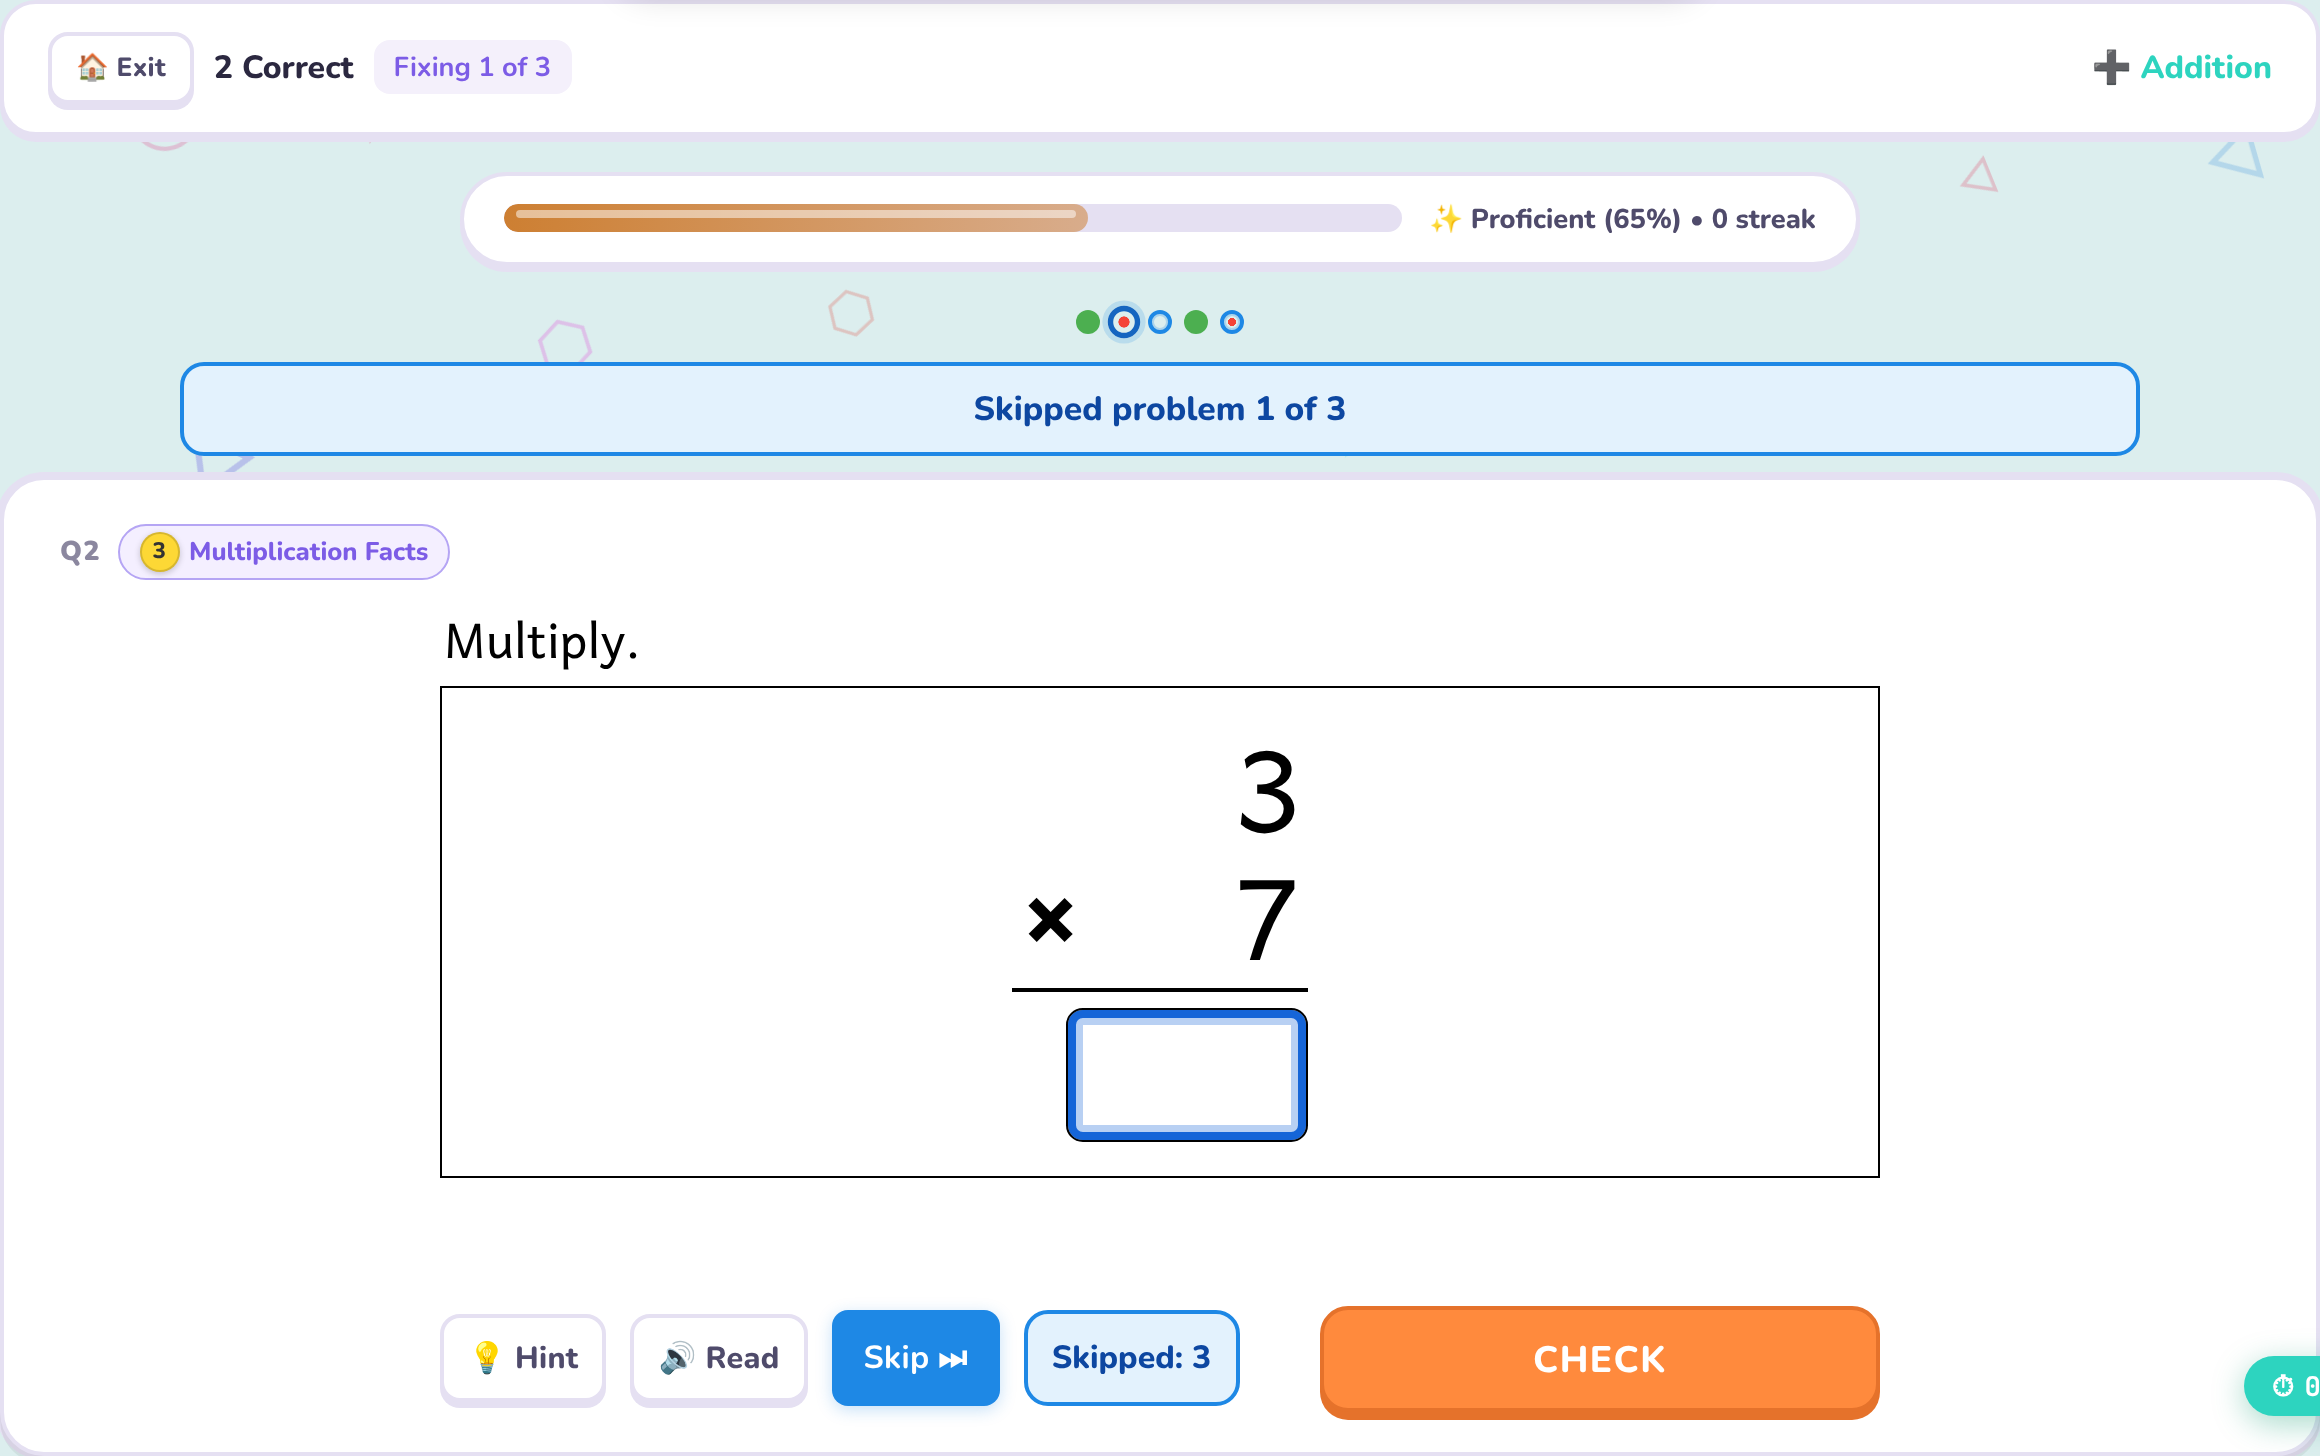 🏠 Exit 2 Correct Fixing 1 of 3 ➕ Addition
✨ Proficient (65%) • 0 streak
Skipped problem 1 of 3
Q2 3 Multiplication Facts
Multiply.
3
× 7
💡 Hint 🔊 Read Skip ⏭ Skipped: 3 CHECK